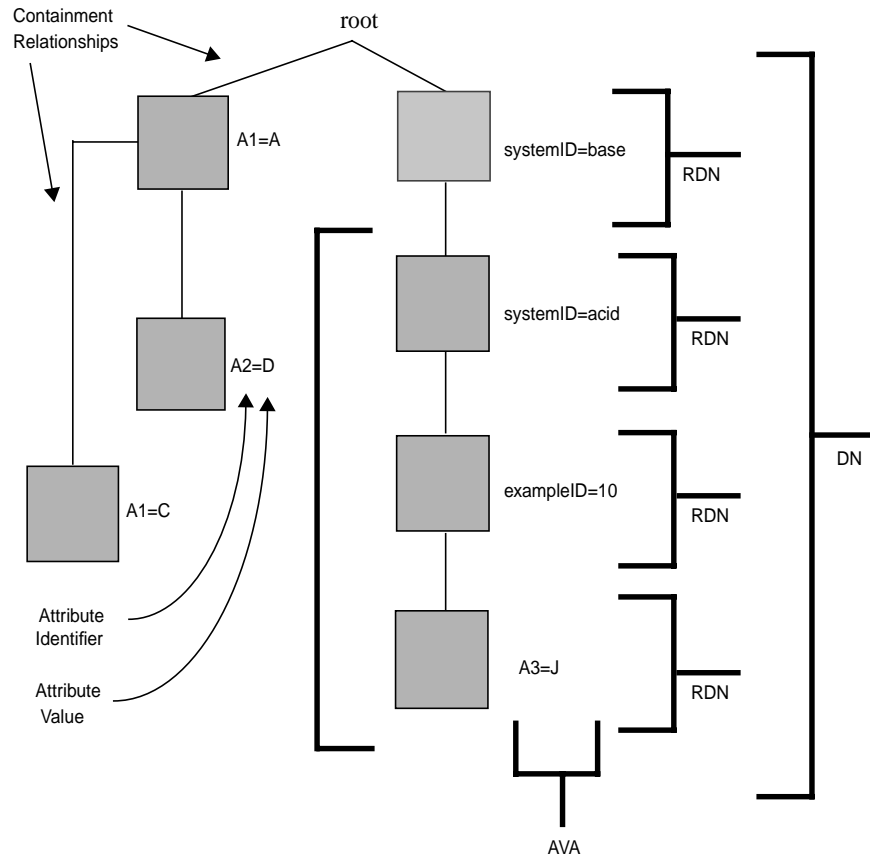 Containment
Relationships
root
A1=A
systemID=base
RDN
systemID=acid
RDN
A2=D
DN
A1=C
exampleID=10
RDN
Attribute
Identifier
A3=J
RDN
Attribute
Value
AVA